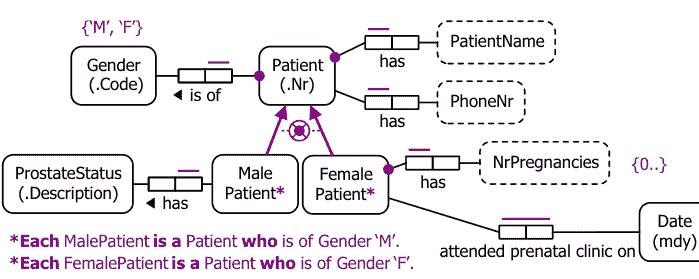 {‘M’, ‘F’}
Gender
(.Code)
◄ is of
Patient
(.Nr)
has
PatientName
has
PhoneNr
ProstateStatus
(.Description)
◄ has
Male
Patient*
Female
Patient*
has
NrPregnancies
{0..}
attended prenatal clinic on
Date
(mdy)
*Each MalePatient is a Patient who is of Gender ‘M’.
*Each FemalePatient is a Patient who is of Gender ‘F’.